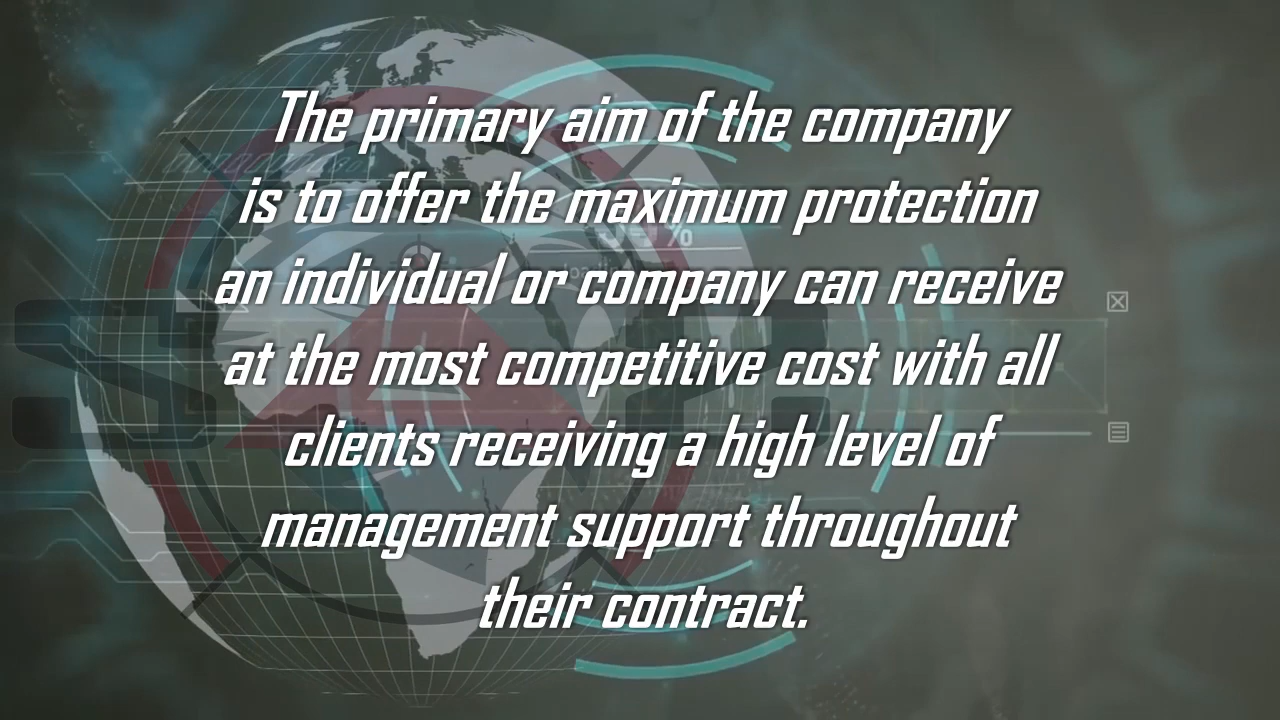 The primary aim of the company
is to offer the maximum protection
an individual or company can receive
at the most competitive cost with all
clients receiving a high level of
management support throughout
their contract.